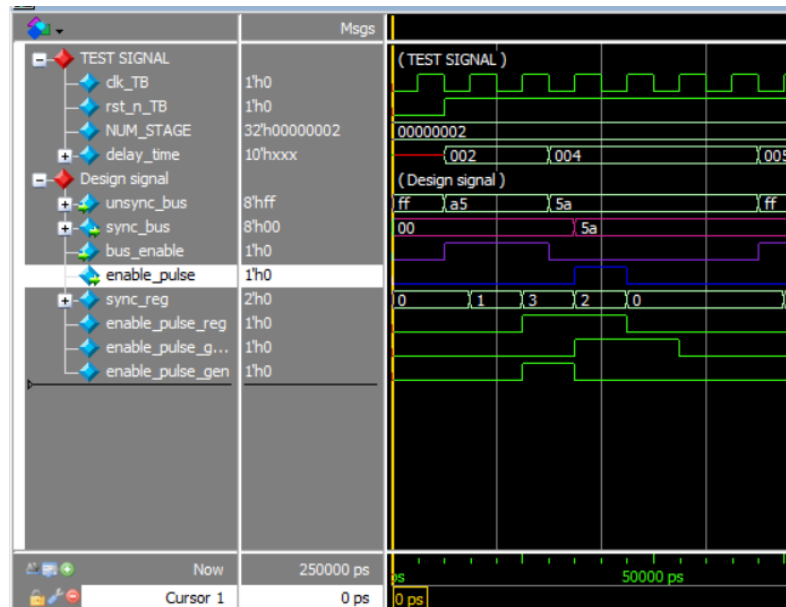 Msgs
TEST SIGNAL
( TEST SIGNAL )
clk_TB 1'h0
rst_n_TB 1'h0
NUM_STAGE 32'h00000002 00000002
delay_time 10'hxxx 002 004 005
Design signal
( Design signal )
unsync_bus 8'hff ff a5 5a ff
sync_bus 8'h00 00 5a
bus_enable 1'h0
enable_pulse 1'h0
sync_reg 2'h0 0 1 3 2 0
enable_pulse_reg 1'h0
enable_pulse_g... 1'h0
enable_pulse_gen 1'h0
Now 250000 ps ps 50000 ps
Cursor 1 0 ps 0 ps